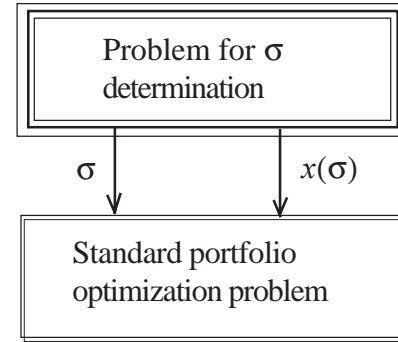 Problem for σ
determination
σ
x(σ)
Standard portfolio
optimization problem